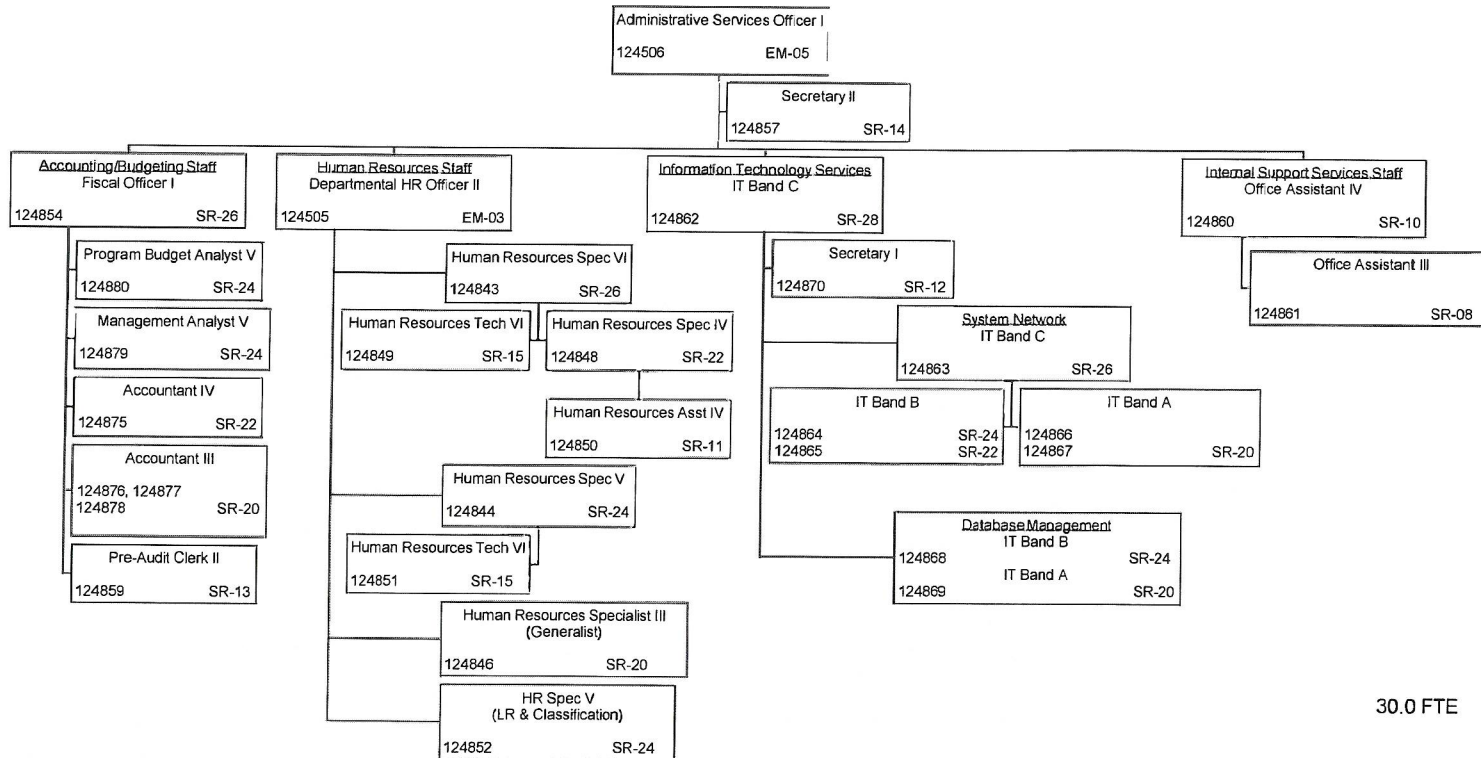 Administrative Services Officer I
124506 EM-05
Secretary II
124857 SR-14
Accounting/Budgeting Staff
Fiscal Officer I
124854 SR-26
Program Budget Analyst V
124880 SR-24
Management Analyst V
124879 SR-24
Accountant IV
124875 SR-22
Accountant III
124876, 124877
124878 SR-20
Pre-Audit Clerk II
124859 SR-13
Human Resources Staff
Departmental HR Officer II
124505 EM-03
Human Resources Spec VI
124843 SR-26
Human Resources Tech VI
124849 SR-15
Human Resources Spec IV
124848 SR-22
Human Resources Asst IV
124850 SR-11
Human Resources Spec V
124844 SR-24
Human Resources Tech VI
124851 SR-15
Human Resources Specialist III
(Generalist)
124846 SR-20
HR Spec V
(LR & Classification)
124852 SR-24
Information Technology Services
IT Band C
124862 SR-28
Secretary I
124870 SR-12
System Network
IT Band C
124863 SR-26
IT Band B
124864 SR-24
124865 SR-22
IT Band A
124866
124867 SR-20
Database Management
IT Band B
124868 SR-24
IT Band A
124869 SR-20
Internal Support Services Staff
Office Assistant IV
124860 SR-10
Office Assistant III
124861 SR-08
30.0 FTE